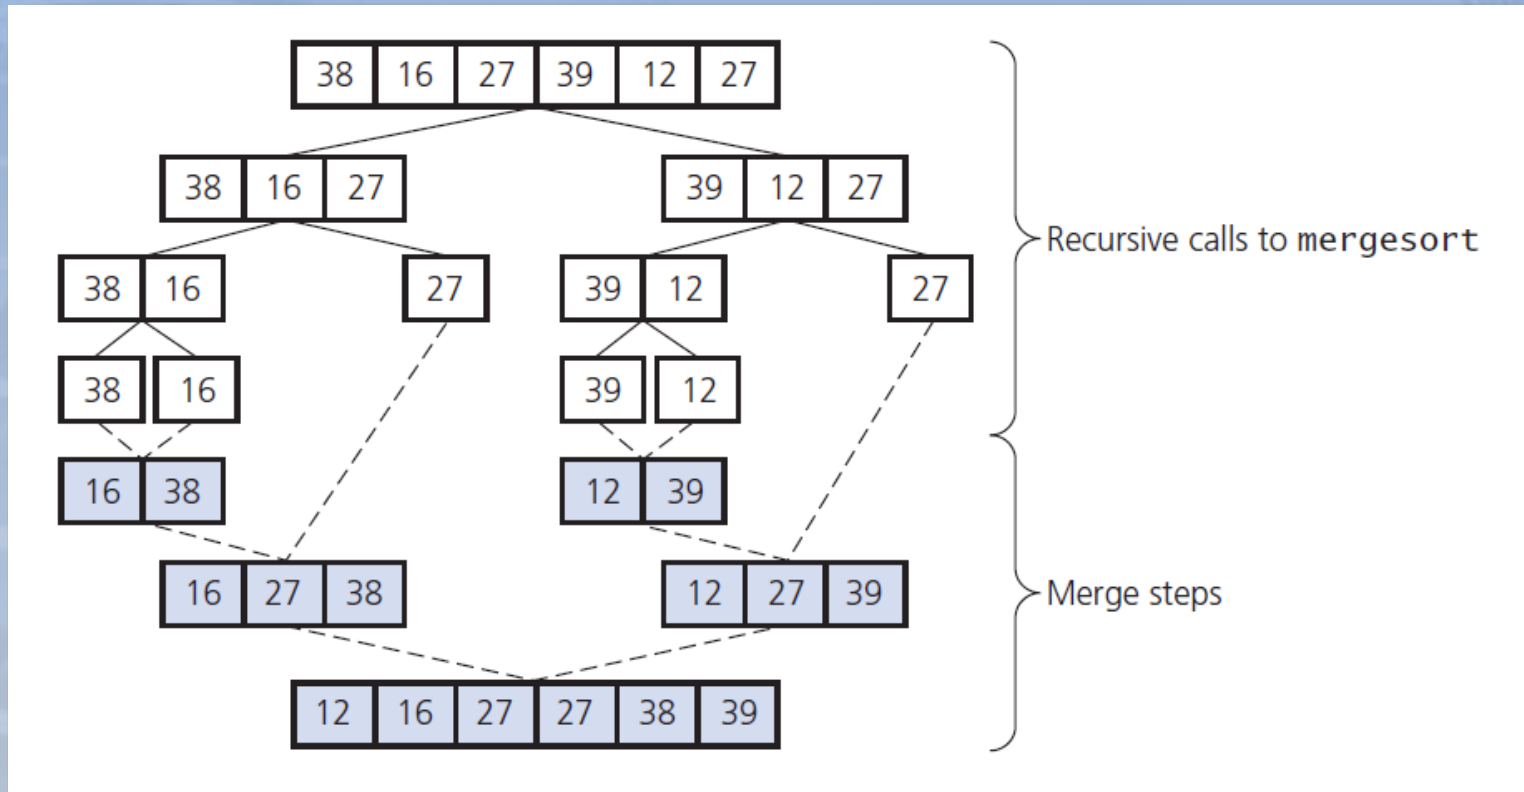 38 16 27 39 12 27
38 16 27 39 12 27
Recursive calls to mergesort
38 16 27 39 12 27
38 16 39 12
16 38 12 39
16 27 38 12 27 39
Merge steps
12 16 27 27 38 39